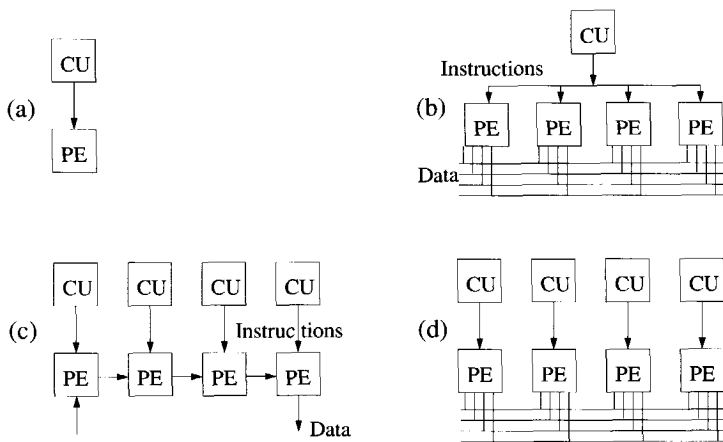 (a)
CU
PE
(b)
CU
Instructions
PE PE PE PE
Data
(c)
CU CU CU CU
Instructions
PE PE PE PE
Data
(d)
CU CU CU CU
PE PE PE PE